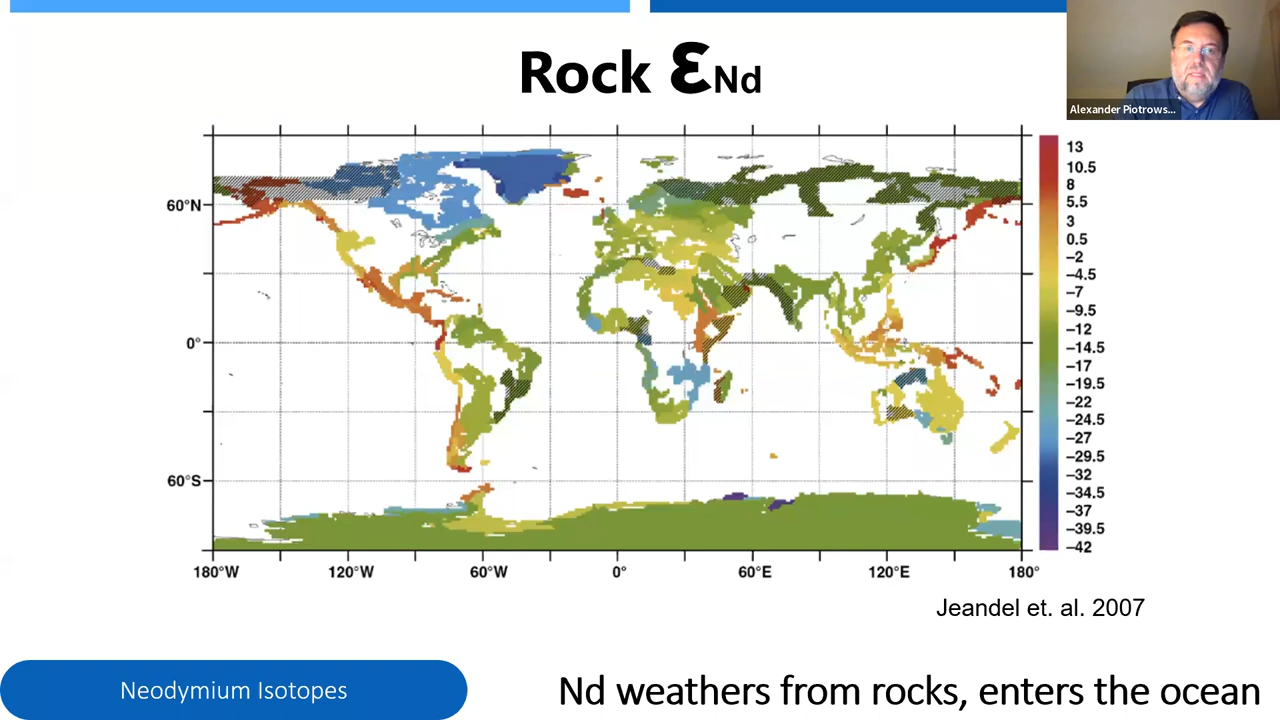 Rock εNd
Alexander Piotrows...
60°N
0°
60°S
180°W
120°W
60°W
0°
60°E
120°E
180°
13
10.5
8
5.5
3
0.5
–2
–4.5
–7
–9.5
–12
–14.5
–17
–19.5
–22
–24.5
–27
–29.5
–32
–34.5
–37
–39.5
–42
Jeandel et. al. 2007
Neodymium Isotopes
Nd weathers from rocks, enters the ocean